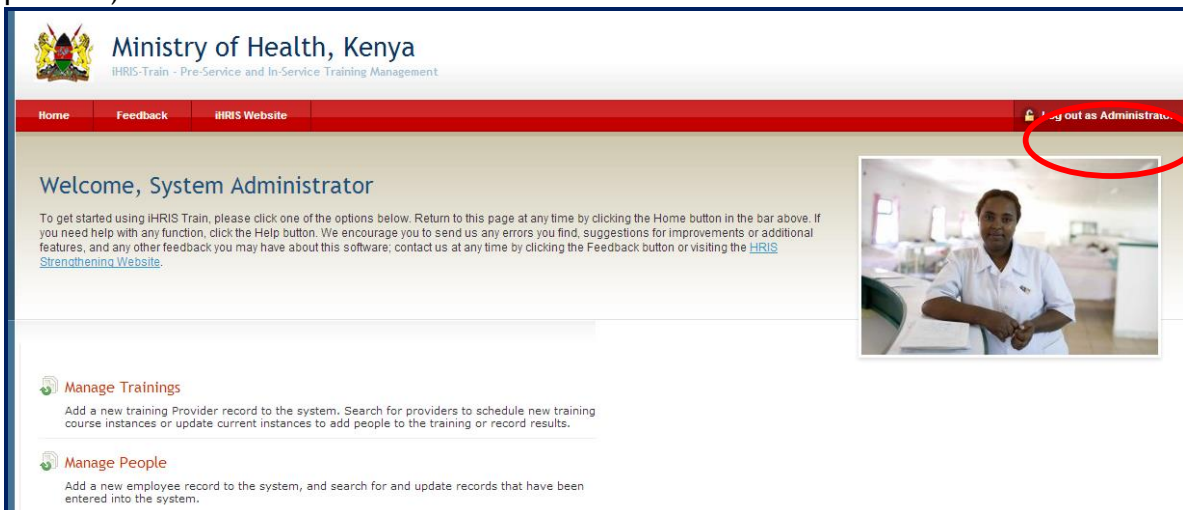 Ministry of Health, Kenya
iHRIS-Train - Pre-Service and In-Service Training Management
Home Feedback iHRIS Website Log out as Administrator
Welcome, System Administrator
To get started using iHRIS Train, please click one of the options below. Return to this page at any time by clicking the Home button in the bar above. If
you need help with any function, click the Help button. We encourage you to send us any errors you find, suggestions for improvements or additional
features, and any other feedback you may have about this software; contact us at any time by clicking the Feedback button or visiting the HRIS
Strengthening Website.
Manage Trainings
Add a new training Provider record to the system. Search for providers to schedule new training
course instances or update current instances to add people to the training or record results.
Manage People
Add a new employee record to the system, and search for and update records that have been
entered into the system.